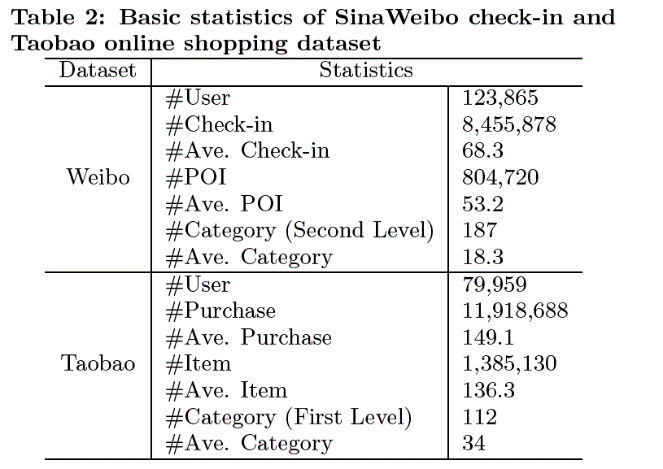 Table 2: Basic statistics of SinaWeibo check-in and
Taobao online shopping dataset
Dataset Statistics
Weibo
#User 123,865
#Check-in 8,455,878
#Ave. Check-in 68.3
#POI 804,720
#Ave. POI 53.2
#Category (Second Level) 187
#Ave. Category 18.3
Taobao
#User 79,959
#Purchase 11,918,688
#Ave. Purchase 149.1
#Item 1,385,130
#Ave. Item 136.3
#Category (First Level) 112
#Ave. Category 34